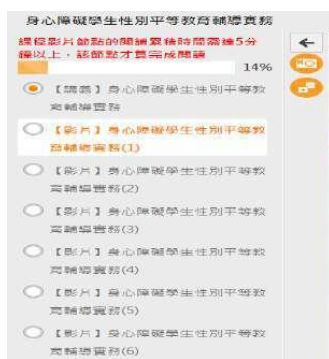 身心障礙學生性別平等教育輔導實務
課程影片節點的閱讀累積時間需達5分
鐘以上,該節點才算完成閱讀
14%
【講義】身心障礙學生性別平等教
育輔導實務
【影片】身心障礙學生性別平等教
育輔導實務(1)
【影片】身心障礙學生性別平等教
育輔導實務(2)
【影片】身心障礙學生性別平等教
育輔導實務(3)
【影片】身心障礙學生性別平等教
育輔導實務(4)
【影片】身心障礙學生性別平等教
育輔導實務(5)
【影片】身心障礙學生性別平等教
育輔導實務(6)